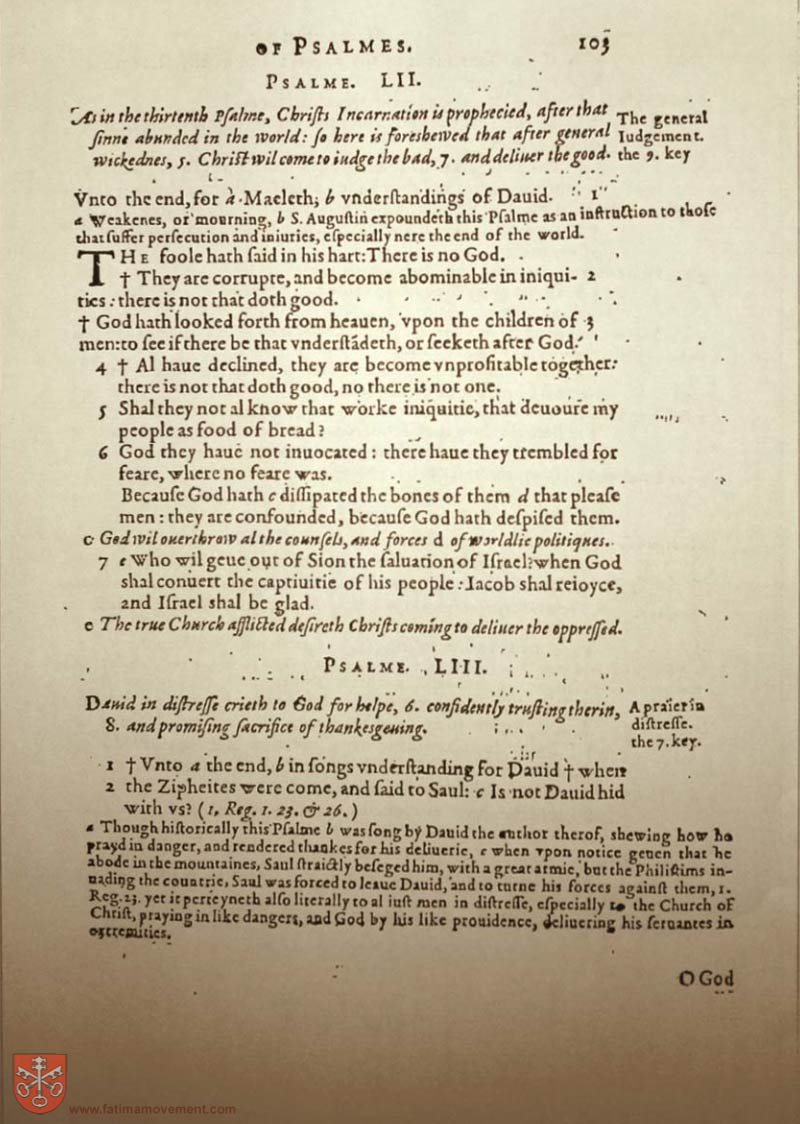 OF PSALMES. 103
PSALME. LII.
As in the thirtenth Psalme, Christs Incarnation is prophecied, after that
sinne abunded in the world: so here is foreshewed that after general
wickednes, 5. Christ wil come to iudge the bad, 7. and deliuer the good.
The general
Iudgement.
the 9. key
Vnto the end, for a Maeleth, b vnderstandings of Dauid. 1
a Weakenes, or mourning, b S. Augustin expoundeth this Psalme as an instruction to those
that suffer persecution and iniuries, especially nere the end of the world.
THE foole hath said in his hart: There is no God.
† They are corrupte, and become abominable in iniqui- 2
ties: there is not that doth good.
† God hath looked forth from heauen, vpon the children of 3
men: to see if there be that vnderstādeth, or seeketh after God.
4 † Al haue declined, they are become vnprofitable together:
there is not that doth good, no there is not one.
5 Shal they not al know that worke iniquitie, that deuoure my
people as food of bread?
6 God they haue not inuocated: there haue they trembled for
feare, where no feare was.
Because God hath c dissipated the bones of them d that please
men: they are confounded, because God hath despised them.
c God wil ouerthrow al the counsels, and forces d of worldlie politiques.
7 e Who wil geue out of Sion the saluation of Israel? when God
shal conuert the captiuitie of his people: Iacob shal reioyce,
and Israel shal be glad.
e The true Church afflicted desireth Christs coming to deliuer the oppressed.
PSALME. LIII.
Dauid in distresse crieth to God for helpe, 6. confidently trusting therin,
8. and promising sacrifice of thankesgeuing.
A praier in
distresse.
the 7. key.
1 † Vnto a the end, b in songs vnderstanding for Dauid † when
2 the Zipheites were come, and said to Saul: c Is not Dauid hid
with vs? (1, Reg. 1. 23. & 26.)
a Though historically this Psalme b was song by Dauid the author therof, shewing how he
prayd in danger, and rendered thankes for his deliuerie, c when vpon notice geuen that he
abode in the mountaines, Saul straictly beseged him, with a great armie, but the Philistims in-
uading the countrie, Saul was forced to leaue Dauid, and to turne his forces against them, 1.
Reg. 23. yet it perteyneth also literally to al iust men in distresse, especially to the Church of
Christ, praying in like dangers, and God by his like prouidence, deliuering his seruantes in
extremities.
O God
www.fatimamovement.com